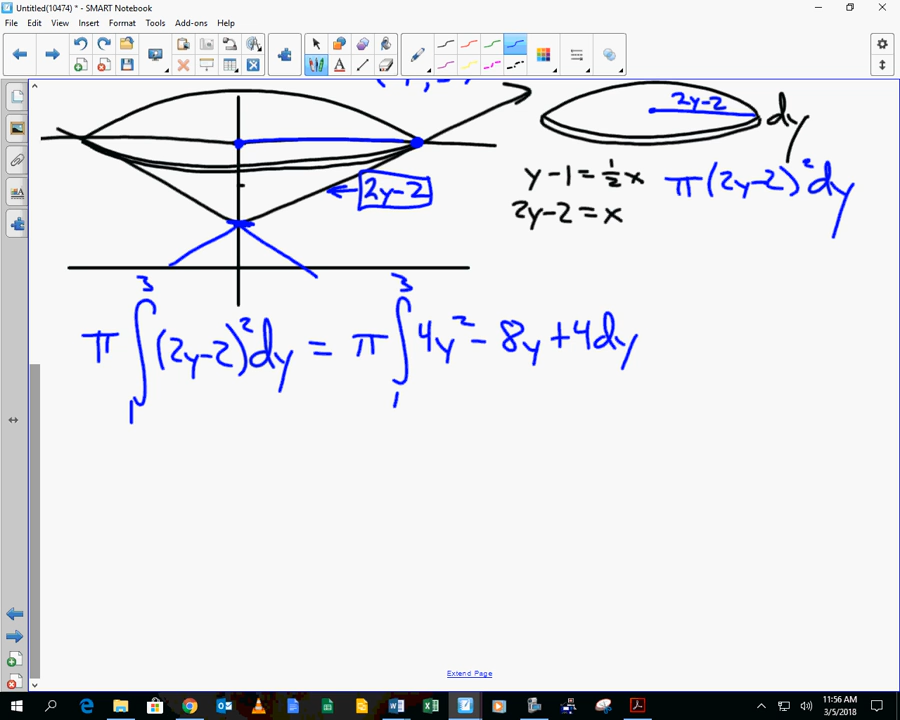 Untitled(10474) * - SMART Notebook
File Edit View Insert Format Tools Add-ons Help
2y-2 dy
y-1=½x π(2y-2)²dy
2y-2
2y-2=x
3 3
π∫(2y-2)²dy = π∫4y²-8y+4dy
1 1
Extend Page
11:56 AM
3/5/2018